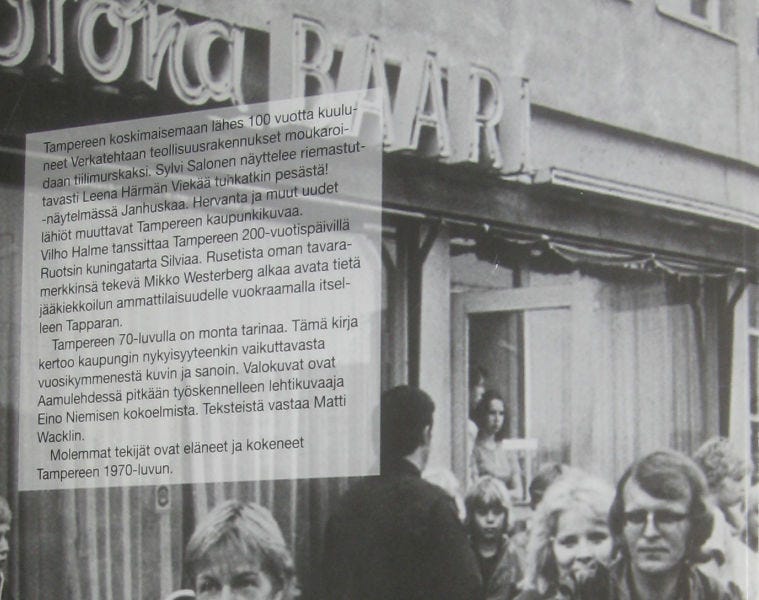 orona BAARI
Tampereen koskimaisemaan lähes 100 vuotta kuulu-
neet Verkatehtaan teollisuusrakennukset moukaroi-
daan tiilimurskaksi. Sylvi Salonen näyttelee riemastut-
tavasti Leena Härmän Viekää tuhkatkin pesästä!
-näytelmässä Janhuskaa. Hervanta ja muut uudet
lähiöt muuttavat Tampereen kaupunkikuvaa.
Vilho Halme tanssittaa Tampereen 200-vuotispäivillä
Ruotsin kuningatarta Silviaa. Rusetista oman tavara-
merkkinsä tekevä Mikko Westerberg alkaa avata tietä
jääkiekkoilun ammattilaisuudelle vuokraamalla itsel-
leen Tapparan.
Tampereen 70-luvulla on monta tarinaa. Tämä kirja
kertoo kaupungin nykyisyyteenkin vaikuttavasta
vuosikymmenestä kuvin ja sanoin. Valokuvat ovat
Aamulehdessä pitkään työskennelleen lehtikuvaaja
Eino Niemisen kokoelmista. Teksteistä vastaa Matti
Wacklin.
Molemmat tekijät ovat eläneet ja kokeneet
Tampereen 1970-luvun.